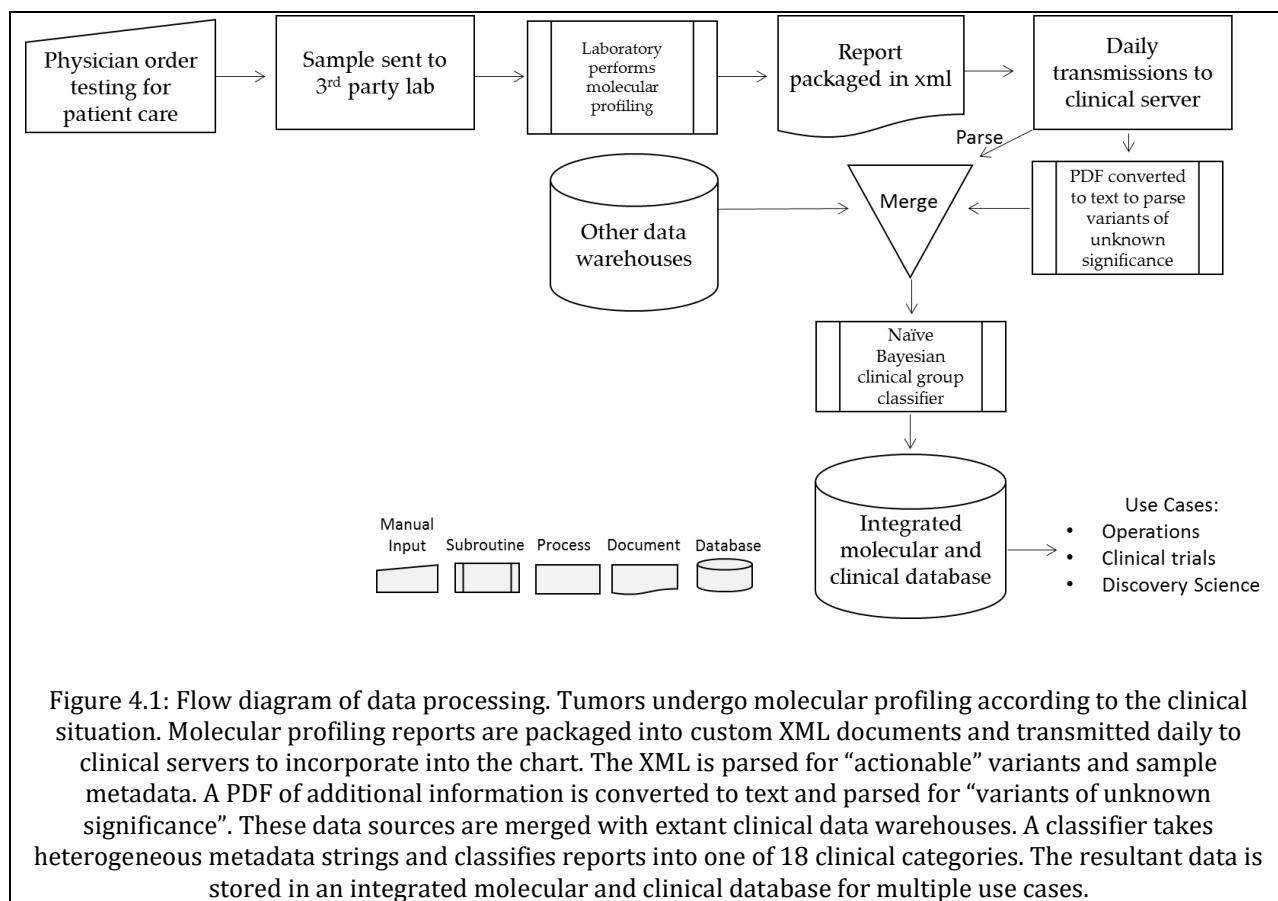 Physician order
testing for
patient care
Sample sent to
3rd party lab
Laboratory
performs
molecular
profiling
Report
packaged in xml
Daily
transmissions to
clinical server
Parse
PDF converted
to text to parse
variants of
unknown
significance
Merge
Other data
warehouses
Naïve
Bayesian
clinical group
classifier
Integrated
molecular and
clinical database
Use Cases:
• Operations
• Clinical trials
• Discovery Science
Manual
Input
Subroutine
Process
Document
Database
Figure 4.1: Flow diagram of data processing. Tumors undergo molecular profiling according to the clinical
situation. Molecular profiling reports are packaged into custom XML documents and transmitted daily to
clinical servers to incorporate into the chart. The XML is parsed for “actionable” variants and sample
metadata. A PDF of additional information is converted to text and parsed for “variants of unknown
significance”. These data sources are merged with extant clinical data warehouses. A classifier takes
heterogeneous metadata strings and classifies reports into one of 18 clinical categories. The resultant data is
stored in an integrated molecular and clinical database for multiple use cases.